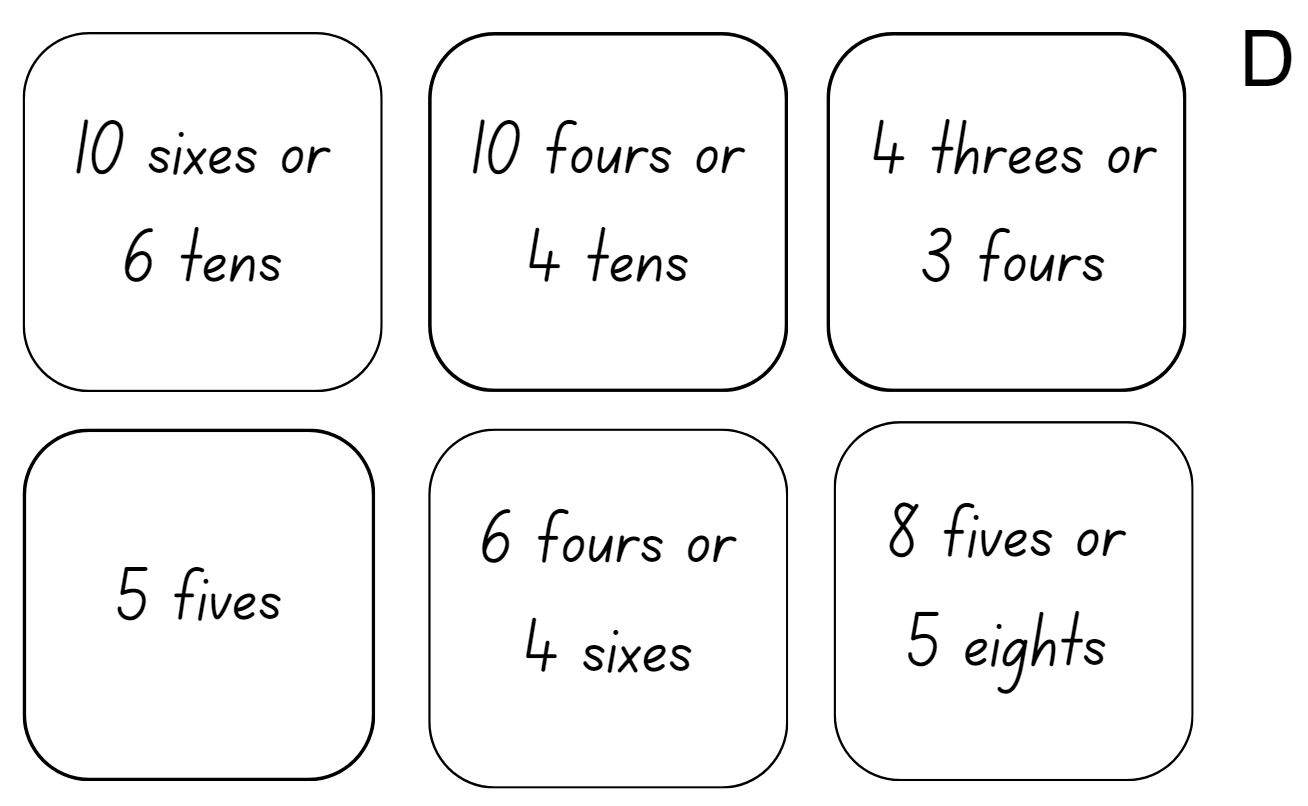 D
10 sixes or
6 tens
10 fours or
4 tens
4 threes or
3 fours
5 fives
6 fours or
4 sixes
8 fives or
5 eights